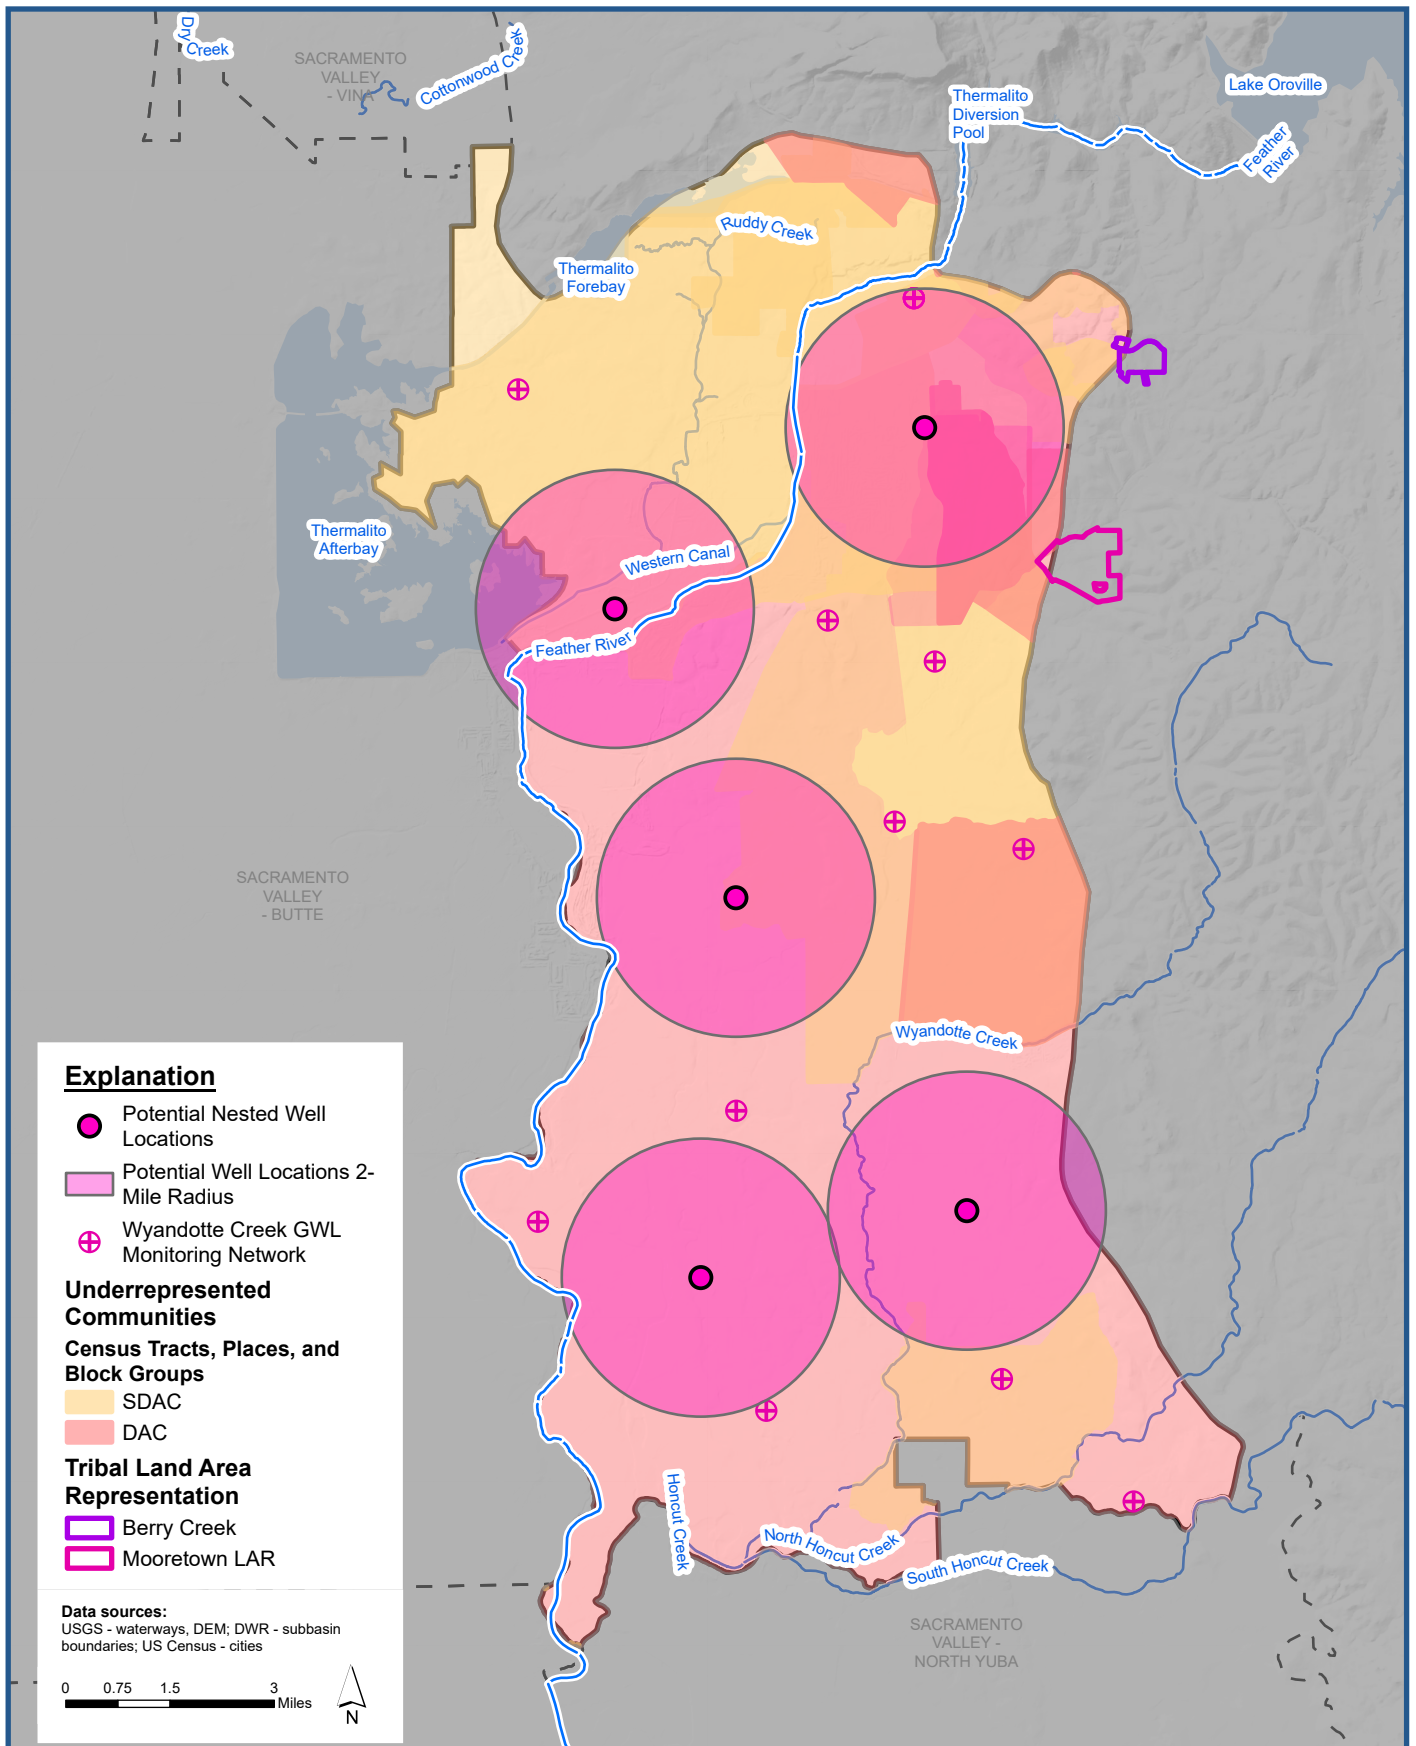 Dry
Creek
SACRAMENTO
VALLEY
- VINA
Cottonwood Creek
Thermalito
Diversion
Pool
Lake Oroville
Feather
River
Ruddy Creek
Thermalito
Forebay
Thermalito
Afterbay
Western Canal
Feather River
SACRAMENTO
VALLEY
- BUTTE
Wyandotte Creek
Honcut Creek
North Honcut Creek
South Honcut Creek
SACRAMENTO
VALLEY -
NORTH YUBA
Explanation
Potential Nested Well
Locations
Potential Well Locations 2-
Mile Radius
Wyandotte Creek GWL
Monitoring Network
Underrepresented
Communities
Census Tracts, Places, and
Block Groups
SDAC
DAC
Tribal Land Area
Representation
Berry Creek
Mooretown LAR
Data sources:
USGS - waterways, DEM; DWR - subbasin
boundaries; US Census - cities
0 0.75 1.5 3
Miles
N